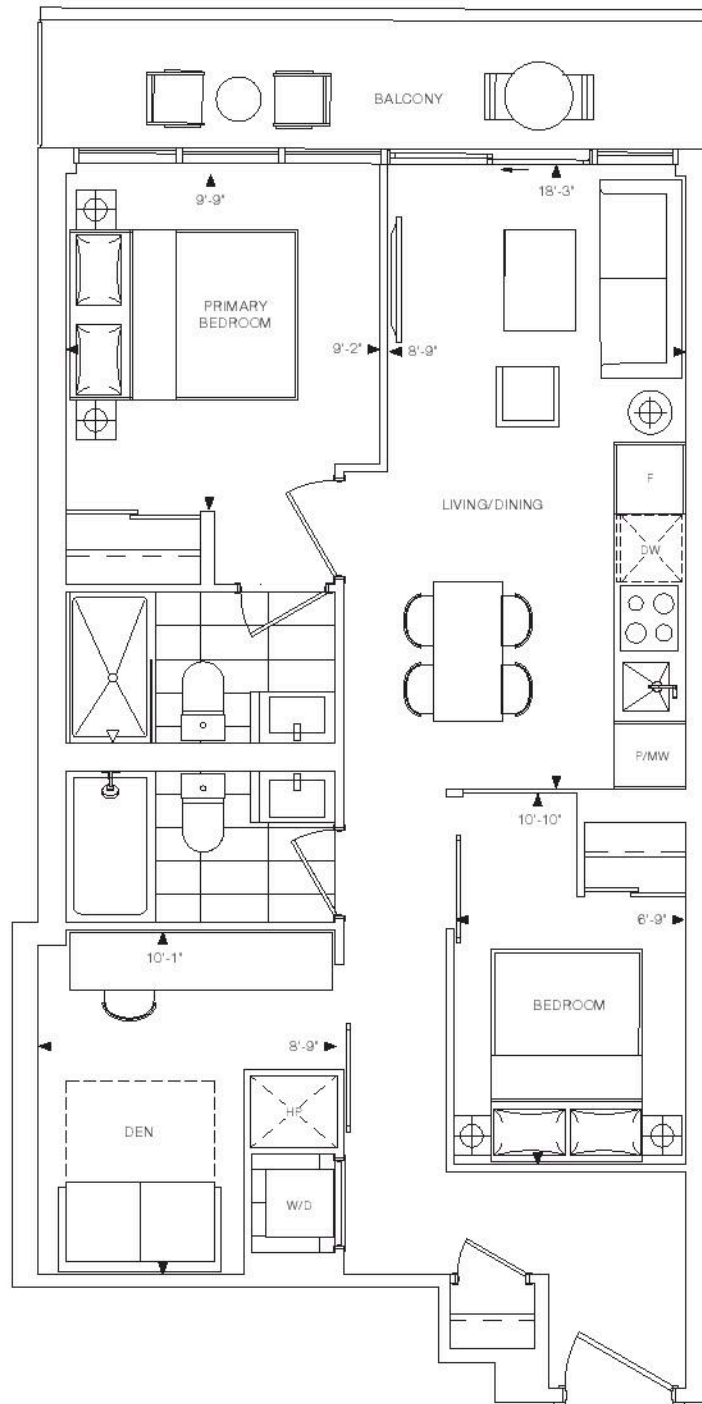 BALCONY
9'-9"
18'-3"
PRIMARY
BEDROOM
9'-2"
8'-9"
F
LIVING/DINING
DW
P/MW
10'-10"
6'-9"
10'-1"
BEDROOM
8'-9"
HP
DEN
W/D